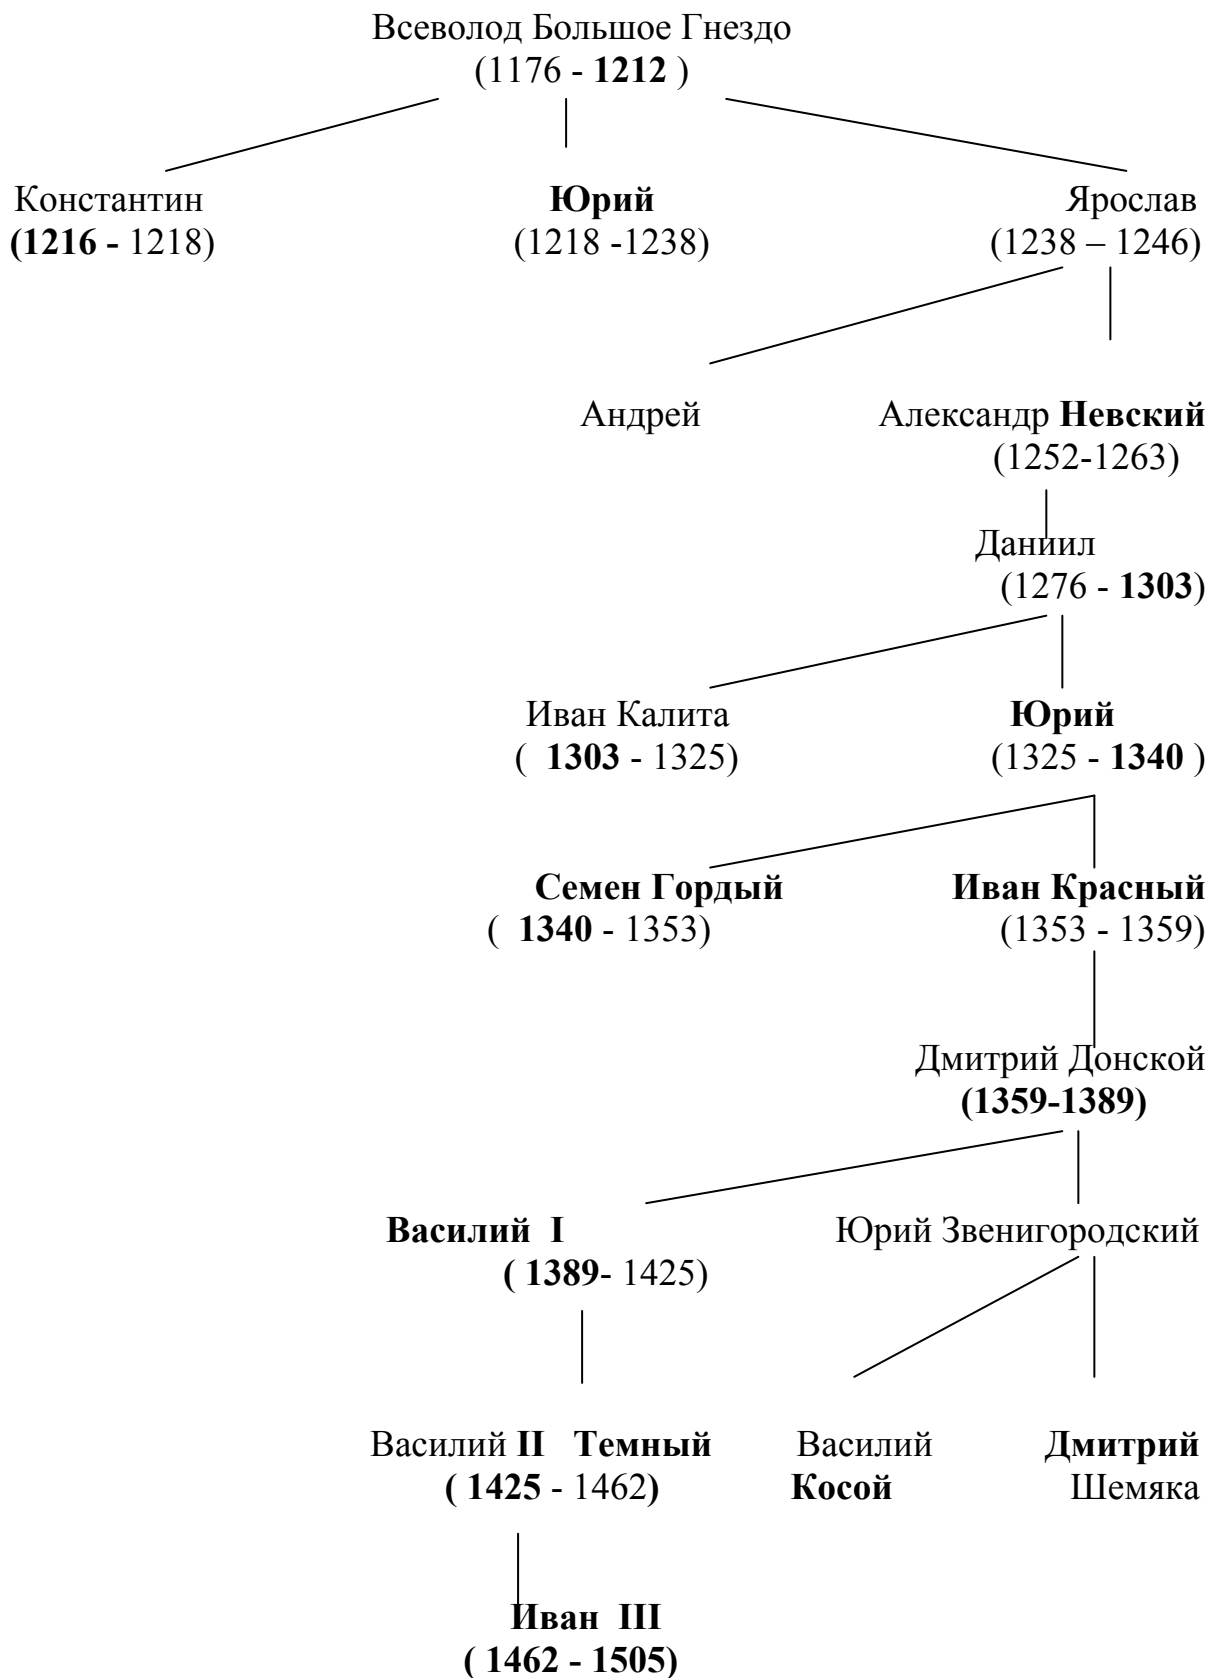 Всеволод Большое Гнездо
(1176 - 1212 )
Константин Юрий Ярослав
(1216 - 1218) (1218 -1238) (1238 – 1246)
Андрей Александр Невский
(1252-1263)
Даниил
(1276 - 1303)
Иван Калита Юрий
( 1303 - 1325) (1325 - 1340 )
Семен Гордый Иван Красный
( 1340 - 1353) (1353 - 1359)
Дмитрий Донской
(1359-1389)
Василий I Юрий Звенигородский
( 1389- 1425)
Василий II Темный Василий Дмитрий
( 1425 - 1462) Косой Шемяка
Иван III
( 1462 - 1505)